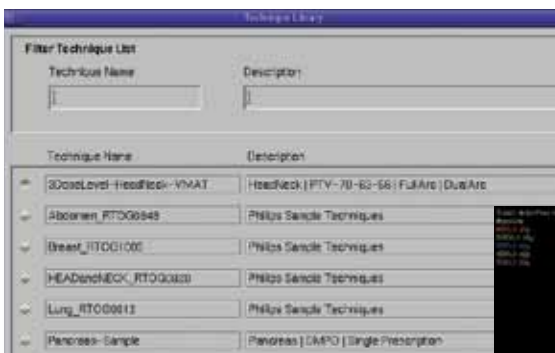 Technique Library
Filter Technique List
Technique Name Description
Technique Name Description
3DoseLevel-HeadNeck-VMAT HeadNeck | PTV-70-63-56 | FullArc | DualArc
Abdomen_RTOG0848 Philips Sample Techniques
Breast_RTOG1005 Philips Sample Techniques
HEADandNECK_RTOG0920 Philips Sample Techniques
Lung_RTOG0813 Philips Sample Techniques
Pancreas-Sample Pancreas | DMPO | Single Prescription